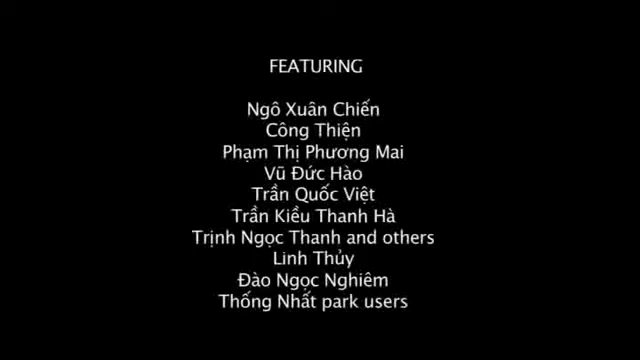 FEATURING
Ngô Xuân Chiến
Công Thiện
Phạm Thị Phương Mai
Vũ Đức Hào
Trần Quốc Việt
Trần Kiều Thanh Hà
Trịnh Ngọc Thanh and others
Linh Thủy
Đào Ngọc Nghiêm
Thống Nhất park users